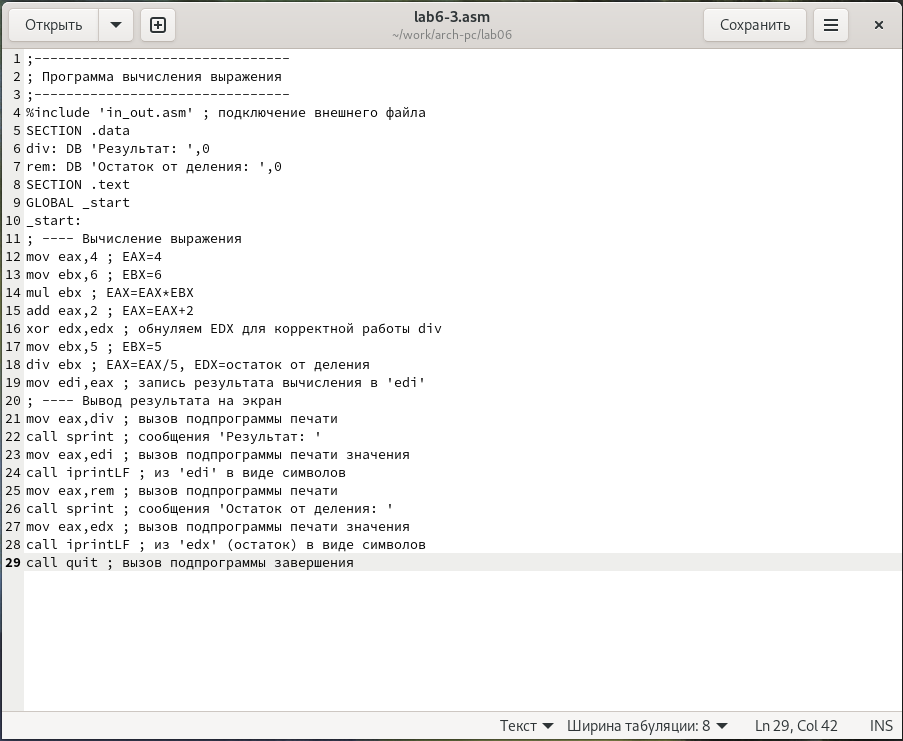 Открыть
lab6-3.asm
~/work/arch-pc/lab06
Сохранить
1 ;--------------------------------
2 ; Программа вычисления выражения
3 ;--------------------------------
4 %include 'in_out.asm' ; подключение внешнего файла
5 SECTION .data
6 div: DB 'Результат: ',0
7 rem: DB 'Остаток от деления: ',0
8 SECTION .text
9 GLOBAL _start
10 _start:
11 ; ---- Вычисление выражения
12 mov eax,4 ; EAX=4
13 mov ebx,6 ; EBX=6
14 mul ebx ; EAX=EAX*EBX
15 add eax,2 ; EAX=EAX+2
16 xor edx,edx ; обнуляем EDX для корректной работы div
17 mov ebx,5 ; EBX=5
18 div ebx ; EAX=EAX/5, EDX=остаток от деления
19 mov edi,eax ; запись результата вычисления в 'edi'
20 ; ---- Вывод результата на экран
21 mov eax,div ; вызов подпрограммы печати
22 call sprint ; сообщения 'Результат: '
23 mov eax,edi ; вызов подпрограммы печати значения
24 call iprintLF ; из 'edi' в виде символов
25 mov eax,rem ; вызов подпрограммы печати
26 call sprint ; сообщения 'Остаток от деления: '
27 mov eax,edx ; вызов подпрограммы печати значения
28 call iprintLF ; из 'edx' (остаток) в виде символов
29 call quit ; вызов подпрограммы завершения
Текст Ширина табуляции: 8 Ln 29, Col 42 INS